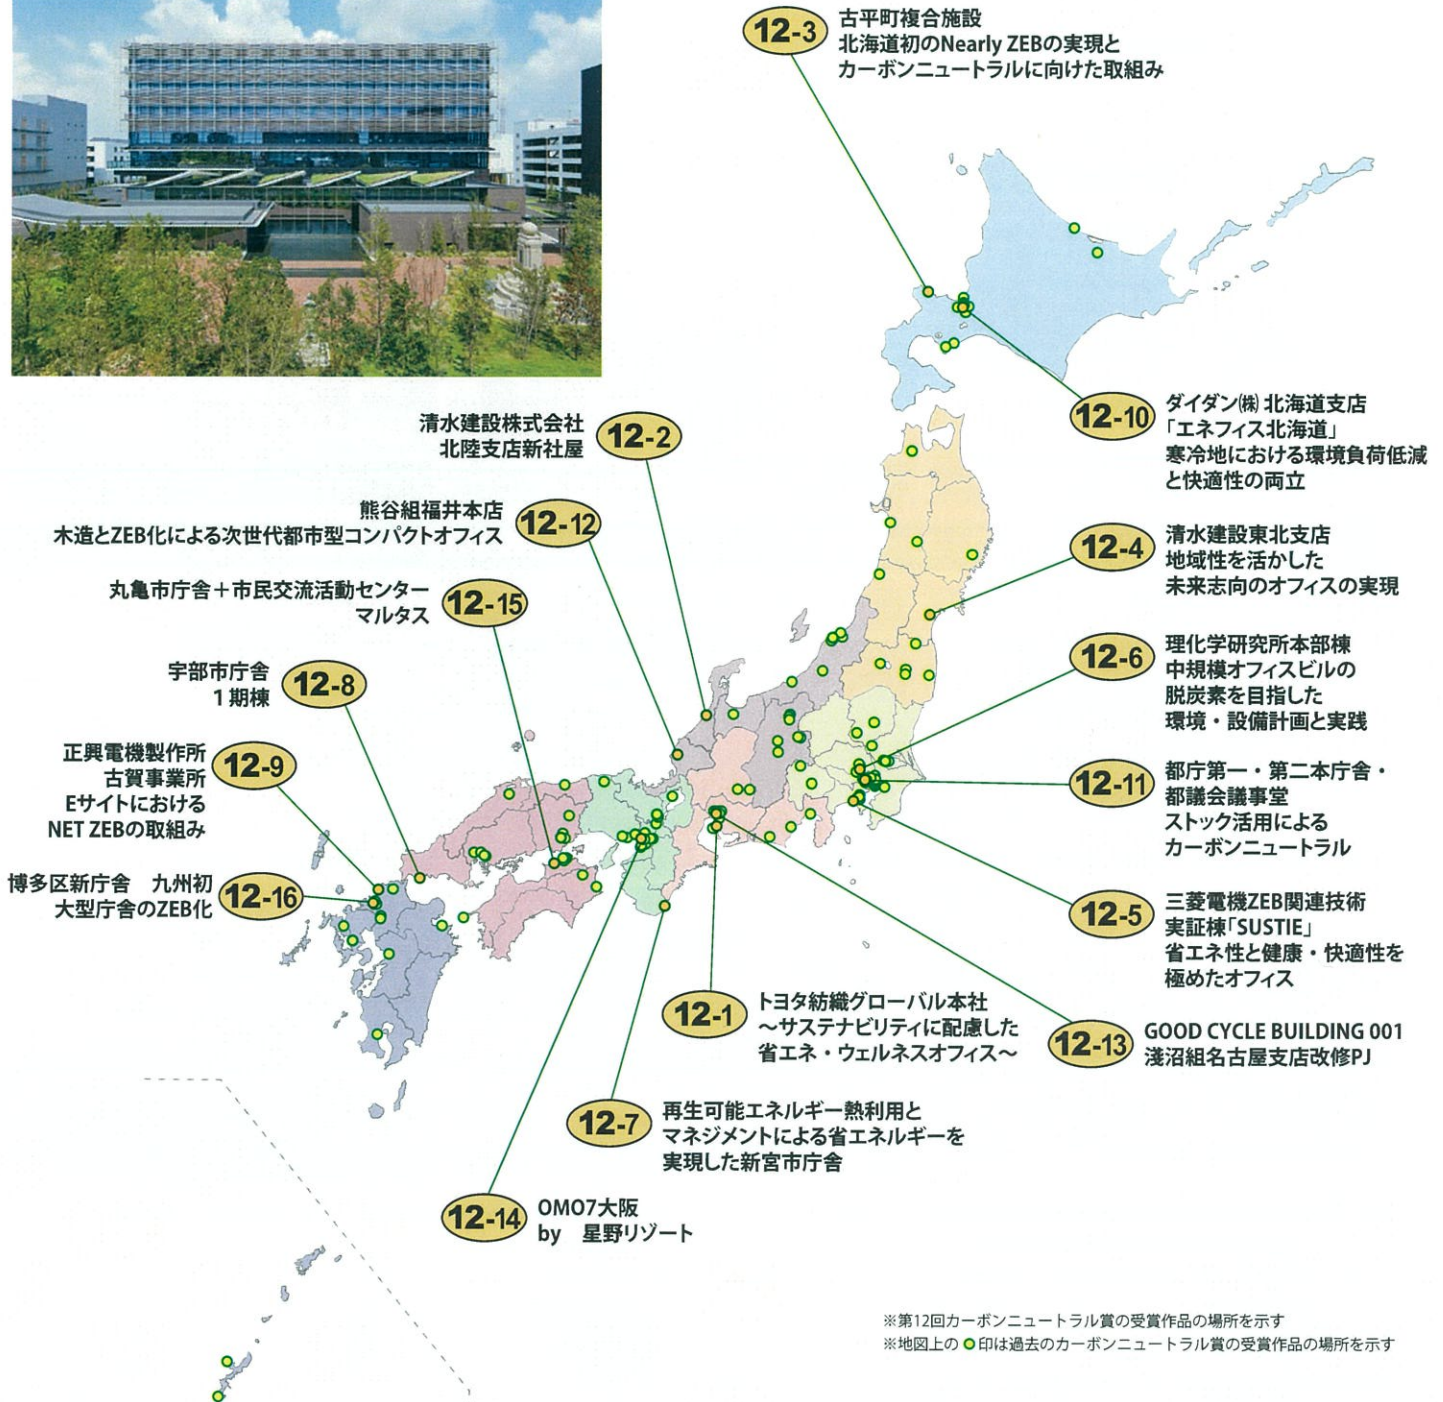 12-3
古平町複合施設
北海道初のNearly ZEBの実現と
カーボンニュートラルに向けた取組み
12-10
ダイダン㈱ 北海道支店
「エネフィス北海道」
寒冷地における環境負荷低減
と快適性の両立
12-2
清水建設株式会社
北陸支店新社屋
12-12
熊谷組福井本店
木造とZEB化による次世代都市型コンパクトオフィス
12-4
清水建設東北支店
地域性を活かした
未来志向のオフィスの実現
12-15
丸亀市庁舎＋市民交流活動センター
マルタス
12-6
理化学研究所本部棟
中規模オフィスビルの
脱炭素を目指した
環境・設備計画と実践
12-8
宇部市庁舎
１期棟
12-9
正興電機製作所
古賀事業所
Eサイトにおける
NET ZEBの取組み
12-11
都庁第一・第二本庁舎・
都議会議事堂
ストック活用による
カーボンニュートラル
12-16
博多区新庁舎　九州初
大型庁舎のZEB化
12-5
三菱電機ZEB関連技術
実証棟｢SUSTIE｣
省エネ性と健康・快適性を
極めたオフィス
12-1
トヨタ紡織グローバル本社
～サステナビリティに配慮した
省エネ・ウェルネスオフィス～
12-13
GOOD CYCLE BUILDING 001
淺沼組名古屋支店改修PJ
12-7
再生可能エネルギー熱利用と
マネジメントによる省エネルギーを
実現した新宮市庁舎
12-14
OMO7大阪
by　星野リゾート
※第12回カーボンニュートラル賞の受賞作品の場所を示す
※地図上の 印は過去のカーボンニュートラル賞の受賞作品の場所を示す